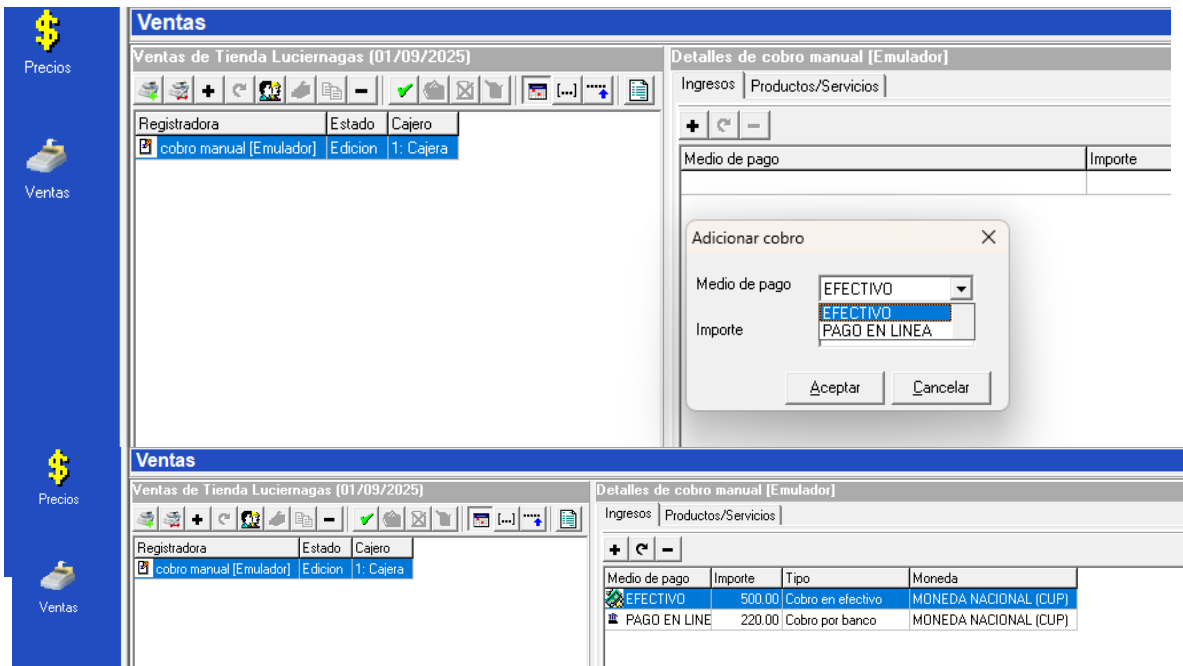 Precios
Ventas
Ventas
Ventas de Tienda Luciernagas (01/09/2025)
[...]
Registradora Estado Cajero
cobro manual [Emulador] Edicion 1: Cajera
Detalles de cobro manual [Emulador]
Ingresos Productos/Servicios
Medio de pago Importe
Adicionar cobro
Medio de pago EFECTIVO
EFECTIVO
PAGO EN LINEA
Importe
Aceptar Cancelar
Precios
Ventas
Ventas
Ventas de Tienda Luciernagas (01/09/2025)
[...]
Registradora Estado Cajero
cobro manual [Emulador] Edicion 1: Cajera
Detalles de cobro manual [Emulador]
Ingresos Productos/Servicios
Medio de pago Importe Tipo Moneda
EFECTIVO 500.00 Cobro en efectivo MONEDA NACIONAL (CUP)
PAGO EN LINE 220.00 Cobro por banco MONEDA NACIONAL (CUP)